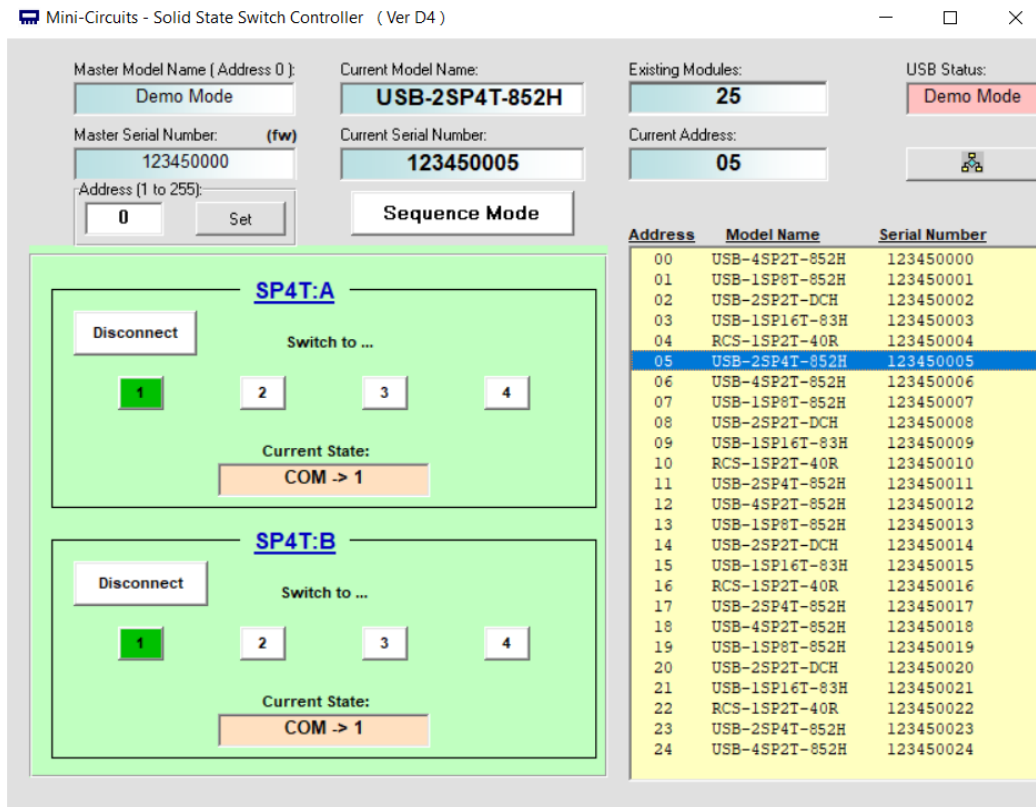 Mini-Circuits - Solid State Switch Controller ( Ver D4 )
Master Model Name ( Address 0 ): Current Model Name: Existing Modules: USB Status:
Demo Mode USB-2SP4T-852H 25 Demo Mode
Master Serial Number: (fw) Current Serial Number: Current Address:
123450000 123450005 05
Address (1 to 255):
0 Set Sequence Mode
Address Model Name Serial Number
00 USB-4SP2T-852H 123450000
01 USB-1SP8T-852H 123450001
02 USB-2SP2T-DCH 123450002
03 USB-1SP16T-83H 123450003
04 RCS-1SP2T-40R 123450004
05 USB-2SP4T-852H 123450005
06 USB-4SP2T-852H 123450006
07 USB-1SP8T-852H 123450007
08 USB-2SP2T-DCH 123450008
09 USB-1SP16T-83H 123450009
10 RCS-1SP2T-40R 123450010
11 USB-2SP4T-852H 123450011
12 USB-4SP2T-852H 123450012
13 USB-1SP8T-852H 123450013
14 USB-2SP2T-DCH 123450014
15 USB-1SP16T-83H 123450015
16 RCS-1SP2T-40R 123450016
17 USB-2SP4T-852H 123450017
18 USB-4SP2T-852H 123450018
19 USB-1SP8T-852H 123450019
20 USB-2SP2T-DCH 123450020
21 USB-1SP16T-83H 123450021
22 RCS-1SP2T-40R 123450022
23 USB-2SP4T-852H 123450023
24 USB-4SP2T-852H 123450024
SP4T:A
Disconnect
Switch to ...
1 2 3 4
Current State:
COM -> 1
SP4T:B
Disconnect
Switch to ...
1 2 3 4
Current State:
COM -> 1